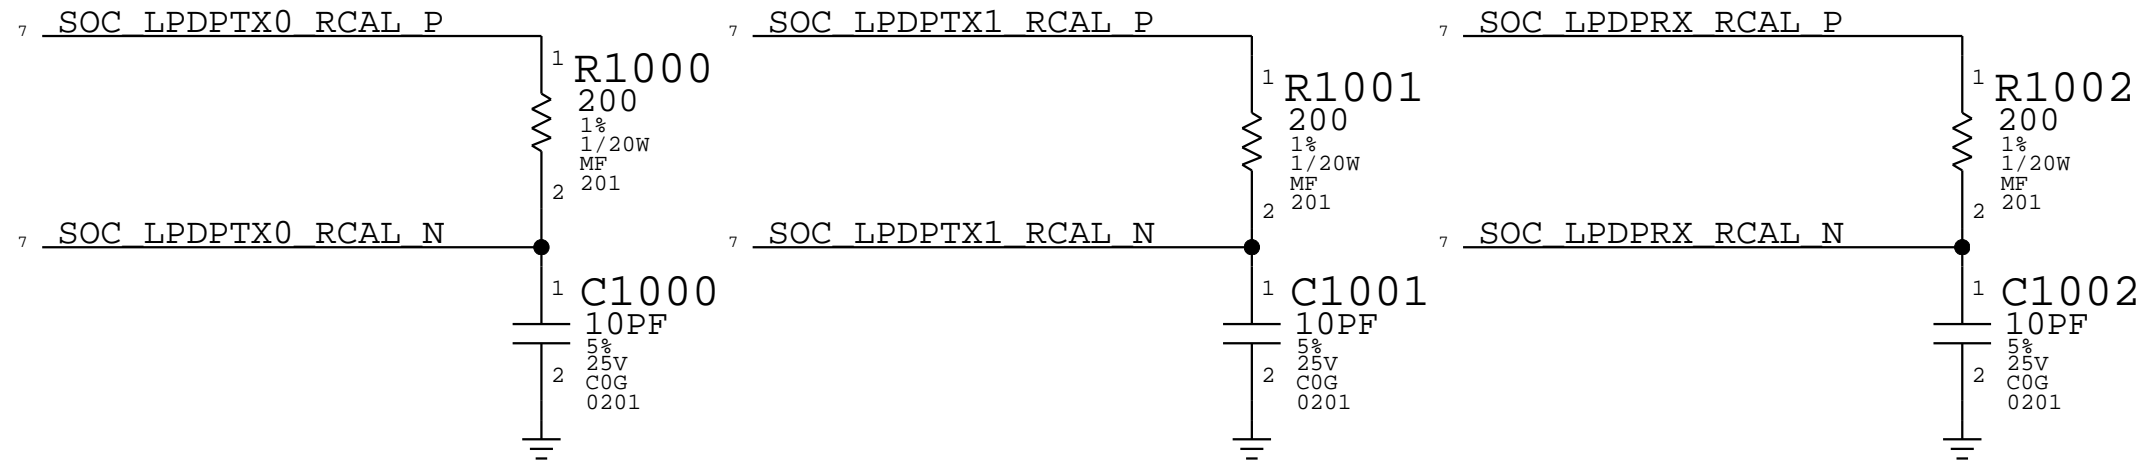 7 SOC_LPDPTX0_RCAL_P
1 R1000
200
1%
1/20W
MF
201
2
7 SOC_LPDPTX0_RCAL_N
1 C1000
10PF
5%
25V
2
C0G
0201
7 SOC_LPDPTX1_RCAL_P
1 R1001
200
1%
1/20W
MF
201
2
7 SOC_LPDPTX1_RCAL_N
1 C1001
10PF
5%
25V
2
C0G
0201
7 SOC_LPDPRX_RCAL_P
1 R1002
200
1%
1/20W
MF
201
2
7 SOC_LPDPRX_RCAL_N
1 C1002
10PF
5%
25V
2
C0G
0201